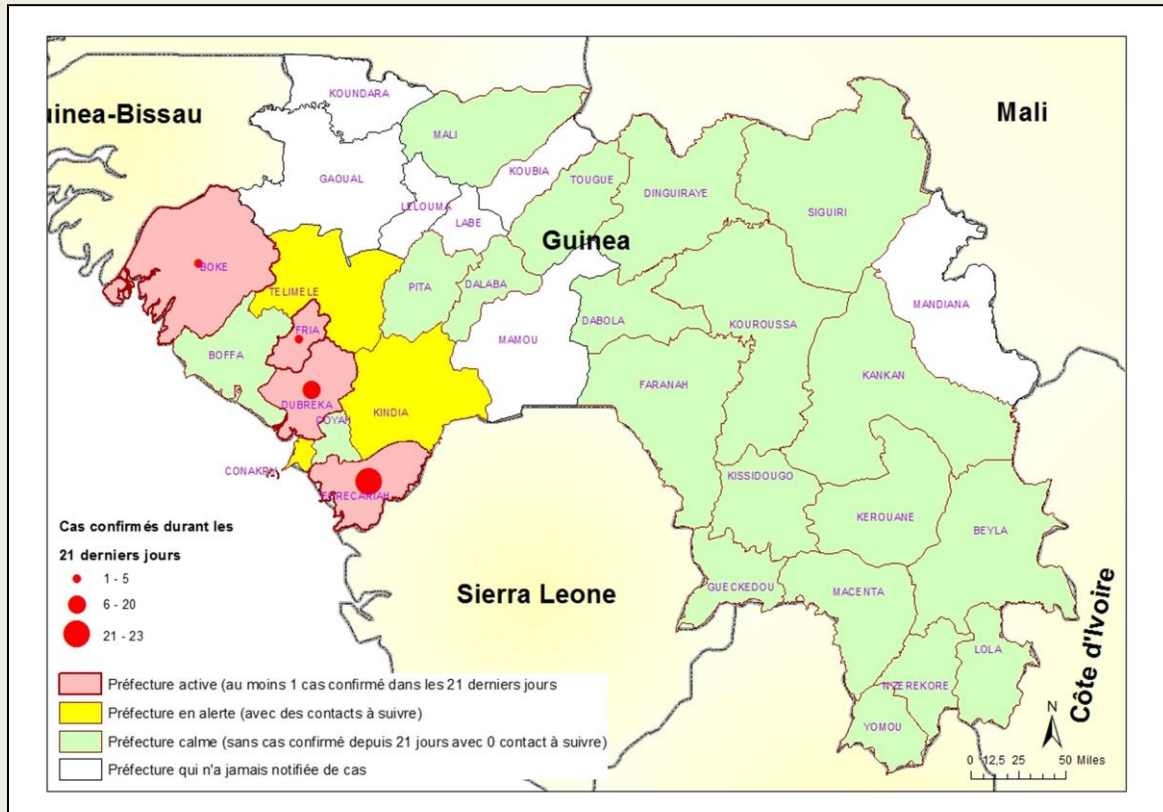 uinea-Bissau
KOUNDARA
MALI
Mali
GAOUAL
KOUBIA
TOUGUE
DINGUIRAYE
SIGUIRI
LELOUMA
LABE
Guinea
BOKE
TELIMELE
PITA
DALABA
MANDIANA
DABOLA
KOUROUSSA
FRIA
MAMOU
BOFFA
KANKAN
FARANAH
DUBREKA
KINDIA
COYAH
CONAKRY
FORECARIAH
KISSIDOUGO
KEROUANE
BEYLA
GUECKEDOU
MACENTA
Sierra Leone
LOLA
N'ZEREKORE
YOMOU
Côte d'Ivoire
Cas confirmés durant les
21 derniers jours
1 - 5
6 - 20
21 - 23
Préfecture active (au moins 1 cas confirmé dans les 21 derniers jours
Préfecture en alerte (avec des contacts à suivre)
Préfecture calme (sans cas confirmé depuis 21 jours avec 0 contact à suivre)
Préfecture qui n'a jamais notifiée de cas
N
0 12,5 25 50 Miles